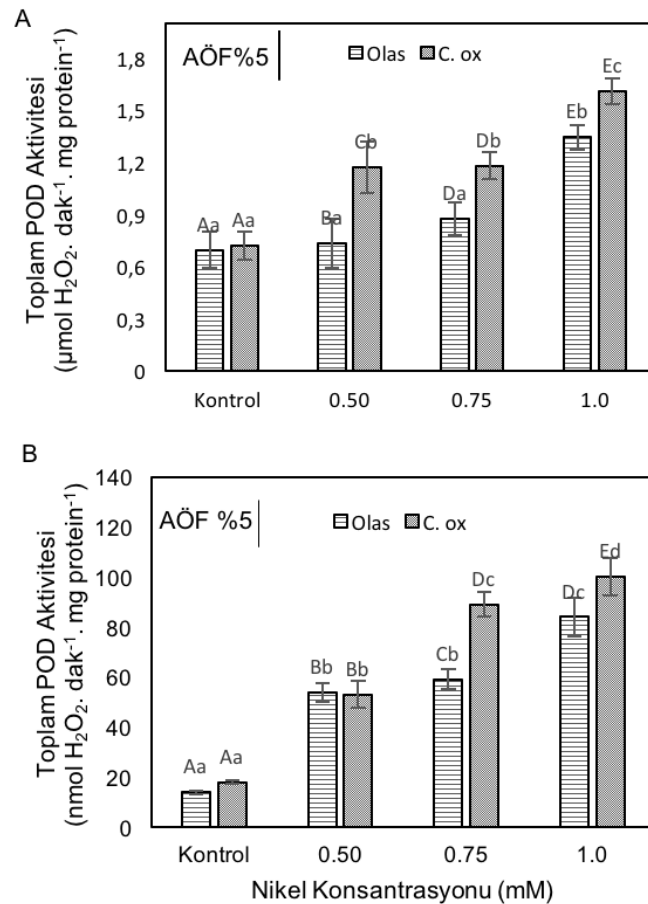 A
AÖF%5
Olas C. ox
Toplam POD Aktivitesi
(µmol H₂O₂. dak⁻¹. mg protein⁻¹)
1,8
1,5
1,2
0,9
0,6
0,3
0
Aa Aa Ba Cb Da Db Eb Ec
Kontrol 0.50 0.75 1.0
B
AÖF %5
Olas C. ox
Toplam POD Aktivitesi
(nmol H₂O₂. dak⁻¹. mg protein⁻¹)
140
120
100
80
60
40
20
0
Aa Aa Bb Bb Cb Dc Dc Ed
Kontrol 0.50 0.75 1.0
Nikel Konsantrasyonu (mM)